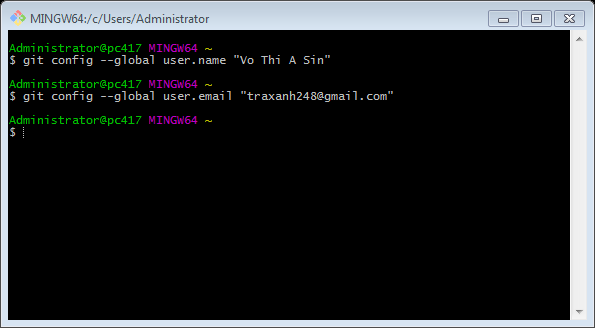 MINGW64:/c/Users/Administrator
Administrator@pc417 MINGW64 ~
$ git config --global user.name "Vo Thi A Sin"
Administrator@pc417 MINGW64 ~
$ git config --global user.email "traxanh248@gmail.com"
Administrator@pc417 MINGW64 ~
$